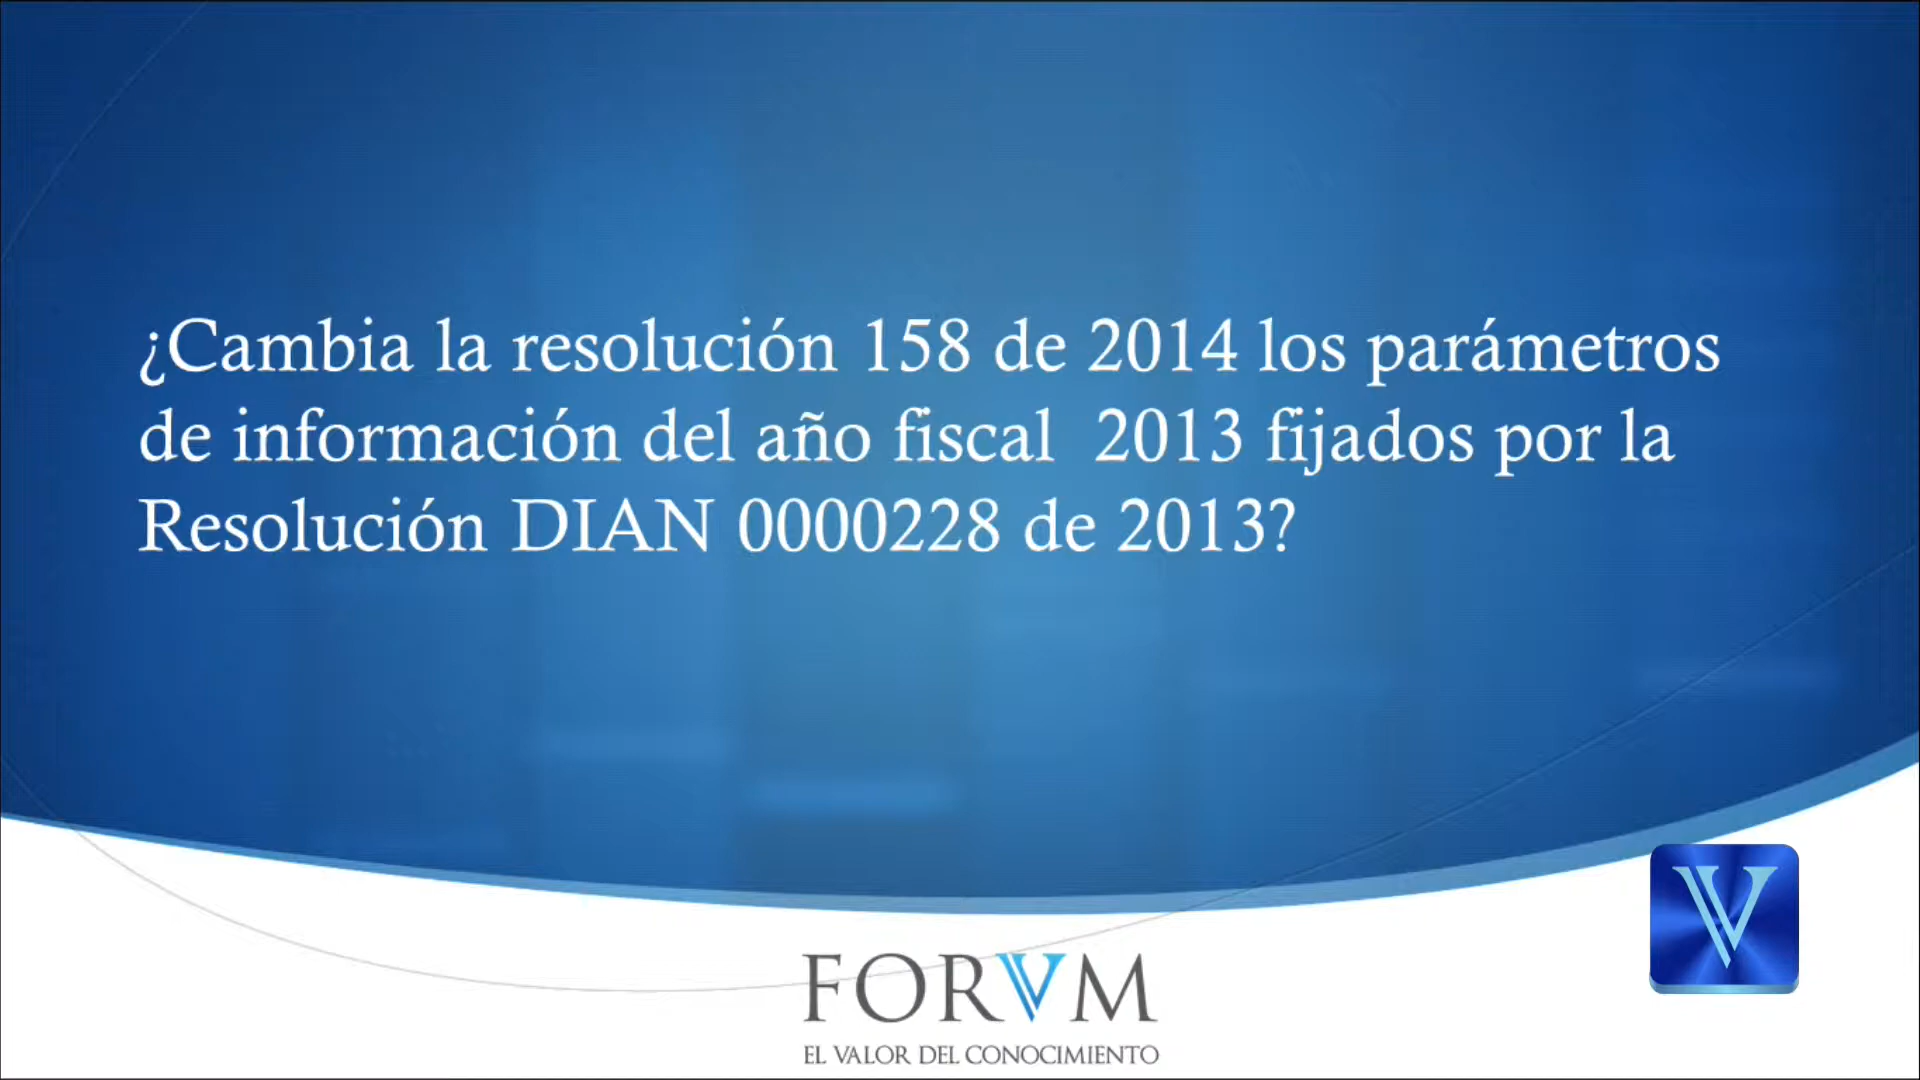 ¿Cambia la resolución 158 de 2014 los parámetros
de información del año fiscal  2013 fijados por la
Resolución DIAN 0000228 de 2013?
V
FORVM
EL VALOR DEL CONOCIMIENTO